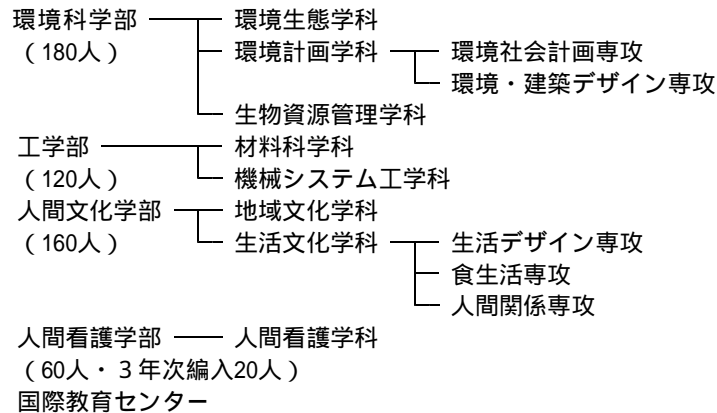 環境科学部 環境生態学科
(180人) 環境計画学科 環境社会計画専攻
環境・建築デザイン専攻
生物資源管理学科
工学部 材料科学科
(120人) 機械システム工学科
人間文化学部 地域文化学科
(160人) 生活文化学科 生活デザイン専攻
食生活専攻
人間関係専攻
人間看護学部 人間看護学科
(60人・3年次編入20人)
国際教育センター